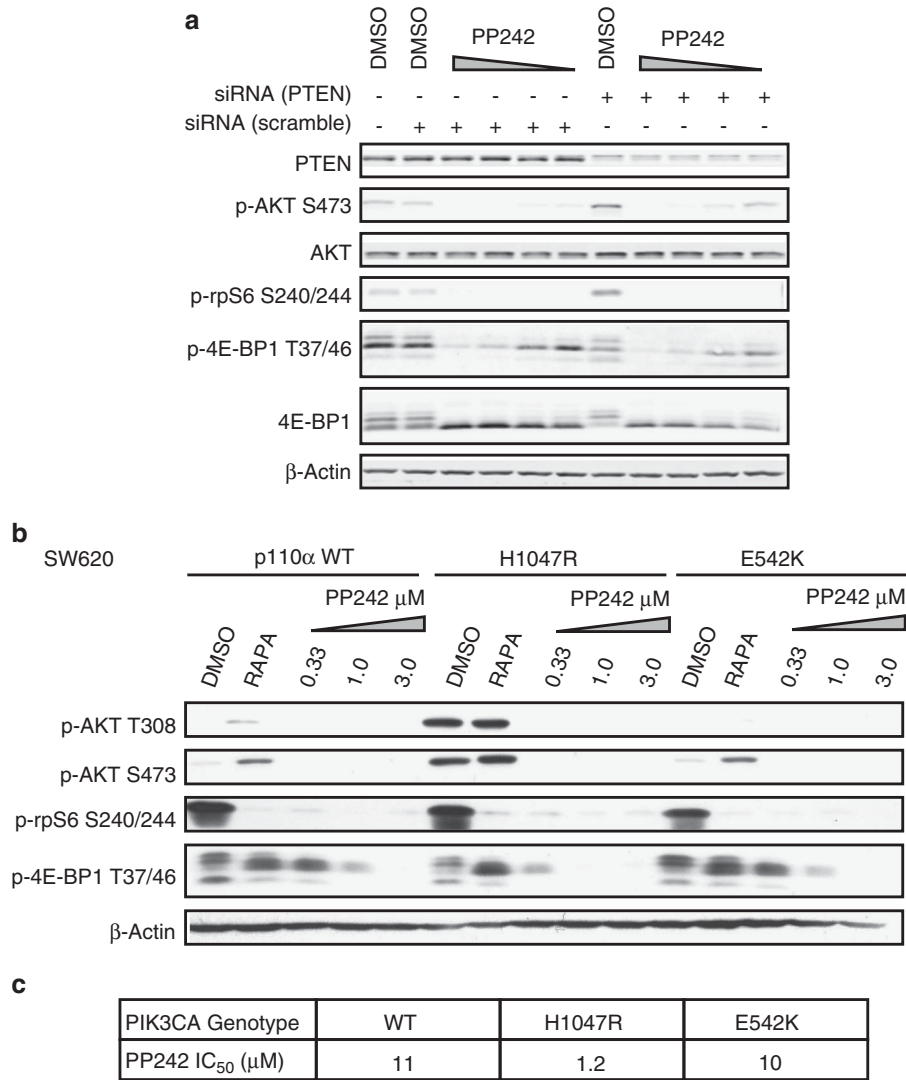 a
DMSO DMSO PP242 DMSO PP242
siRNA (PTEN) - - - - - - + + + + +
siRNA (scramble) - + + + + + - - - - -
PTEN
p-AKT S473
AKT
p-rpS6 S240/244
p-4E-BP1 T37/46
4E-BP1
β-Actin
b
SW620 p110α WT H1047R E542K
PP242 μM PP242 μM PP242 μM
DMSO RAPA 0.33 1.0 3.0 DMSO RAPA 0.33 1.0 3.0 DMSO RAPA 0.33 1.0 3.0
p-AKT T308
p-AKT S473
p-rpS6 S240/244
p-4E-BP1 T37/46
β-Actin
c
PIK3CA Genotype WT H1047R E542K
PP242 IC50 (μM) 11 1.2 10